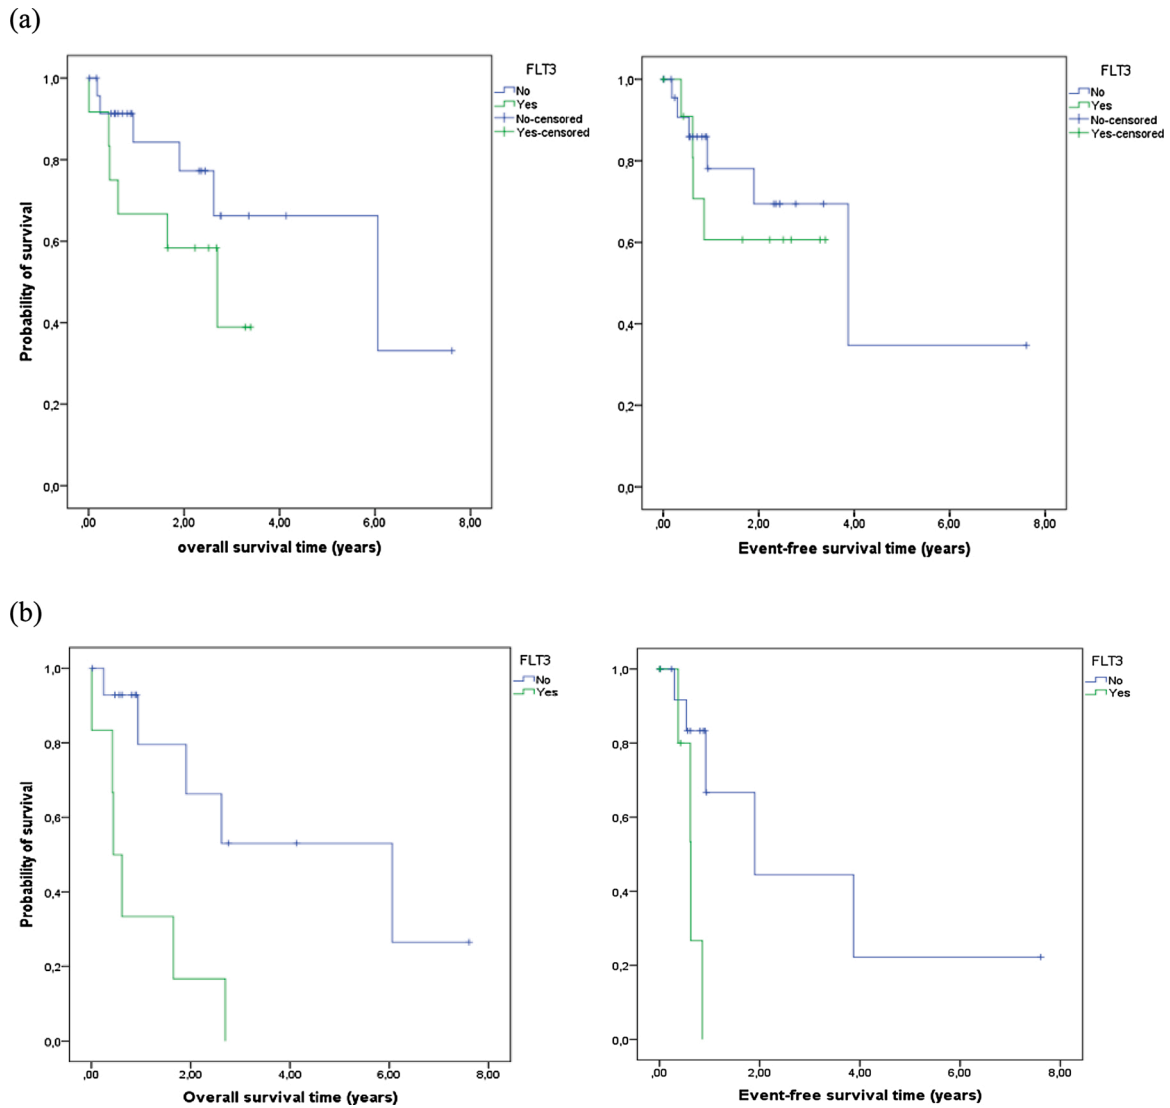 (a)
FLT3
No
Yes
No-censored
Yes-censored
1,0
0,8
0,6
0,4
0,2
0,0
Probability of survival
,00 2,00 4,00 6,00 8,00
overall survival time (years)
FLT3
No
Yes
No-censored
Yes-censored
1,0
0,8
0,6
0,4
0,2
0,0
,00 2,00 4,00 6,00 8,00
Event-free survival time (years)
(b)
FLT3
No
Yes
1,0
0,8
0,6
0,4
0,2
0,0
Probability of survival
,00 2,00 4,00 6,00 8,00
Overall survival time (years)
FLT3
No
Yes
1,0
0,8
0,6
0,4
0,2
0,0
,00 2,00 4,00 6,00 8,00
Event-free survival time (years)